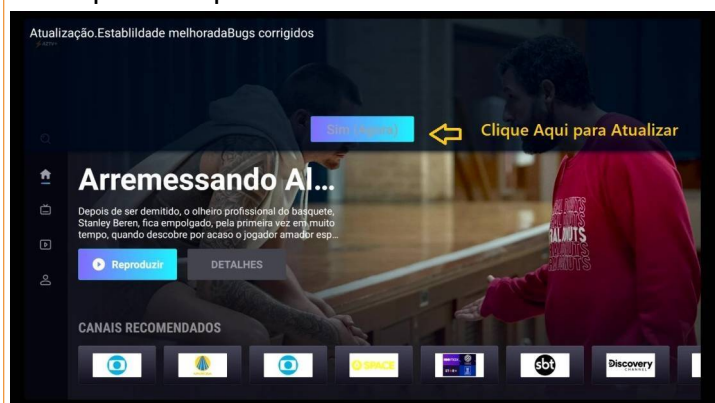 Atualização.Establildade melhoradaBugs corrigidos
Sim (Agora)
Clique Aqui para Atualizar
Arremessando Al...
Depois de ser demitido, o olheiro profissional do basquete,
Stanley Beren, fica empolgado, pela primeira vez em muito
tempo, quando descobre por acaso o jogador amador esp...
Reproduzir
DETALHES
CANAIS RECOMENDADOS
SPACE
sbt
Discovery
CHANNEL